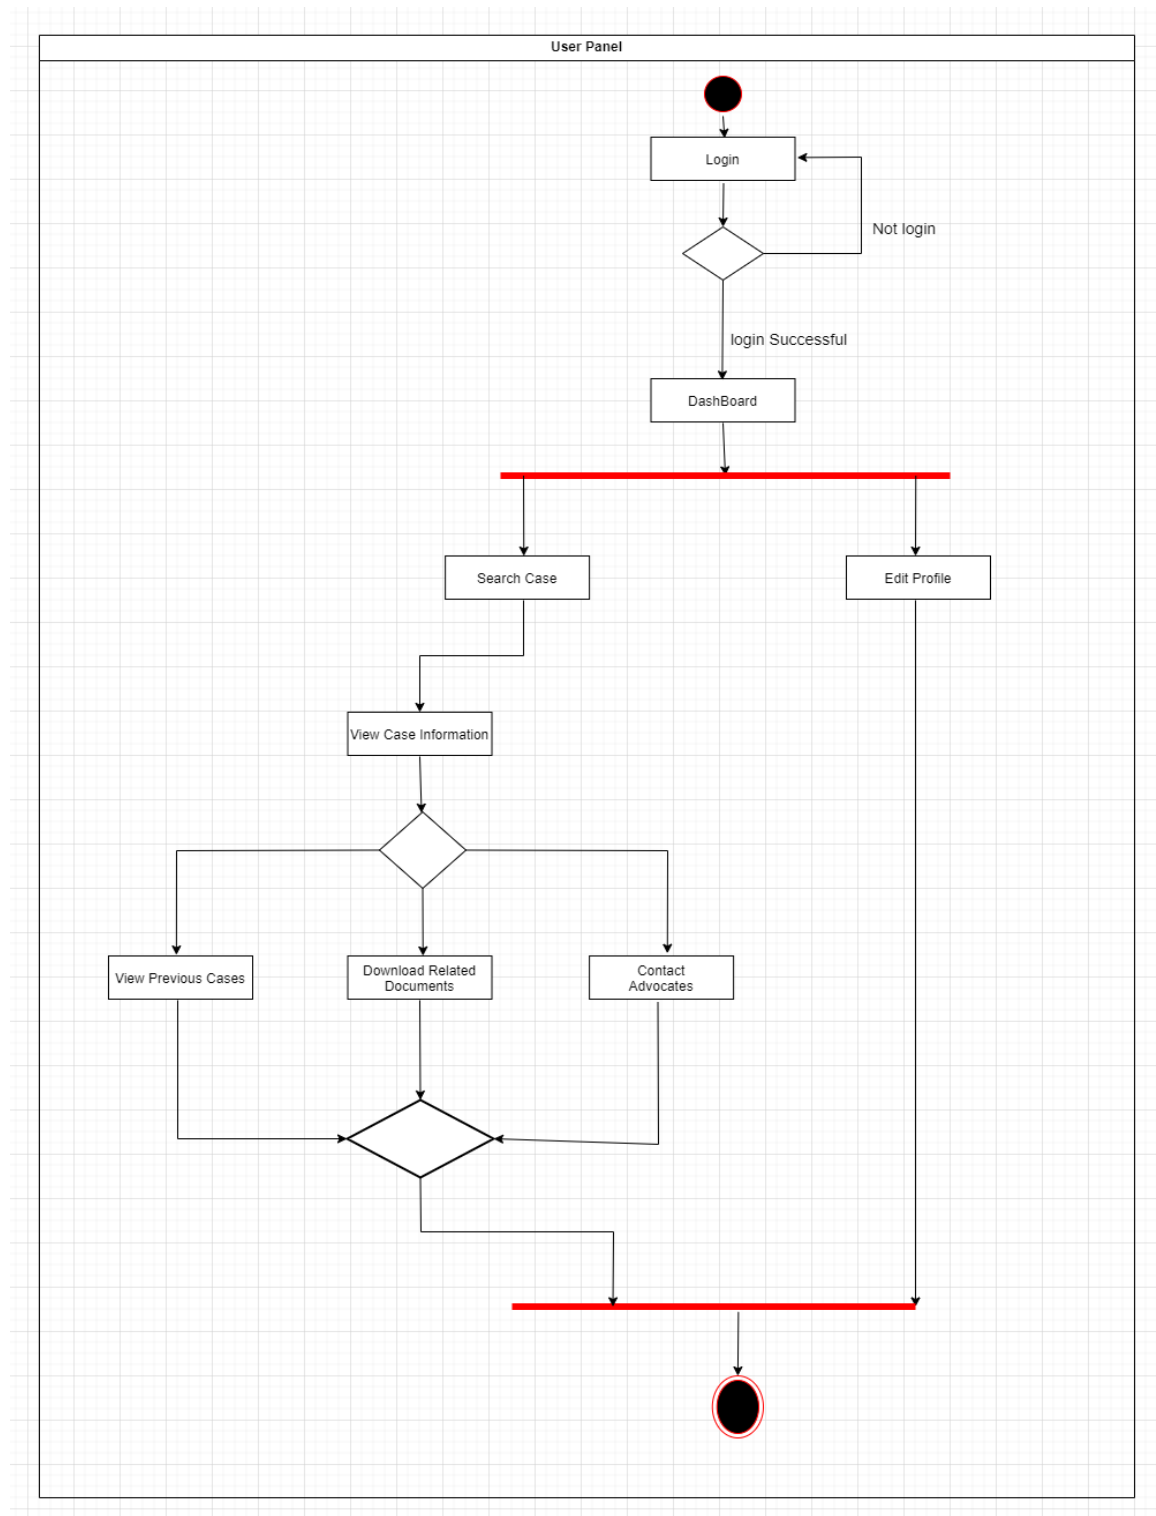 User Panel
Login
Not login
login Successful
DashBoard
Search Case
Edit Profile
View Case Information
View Previous Cases
Download Related
Documents
Contact
Advocates